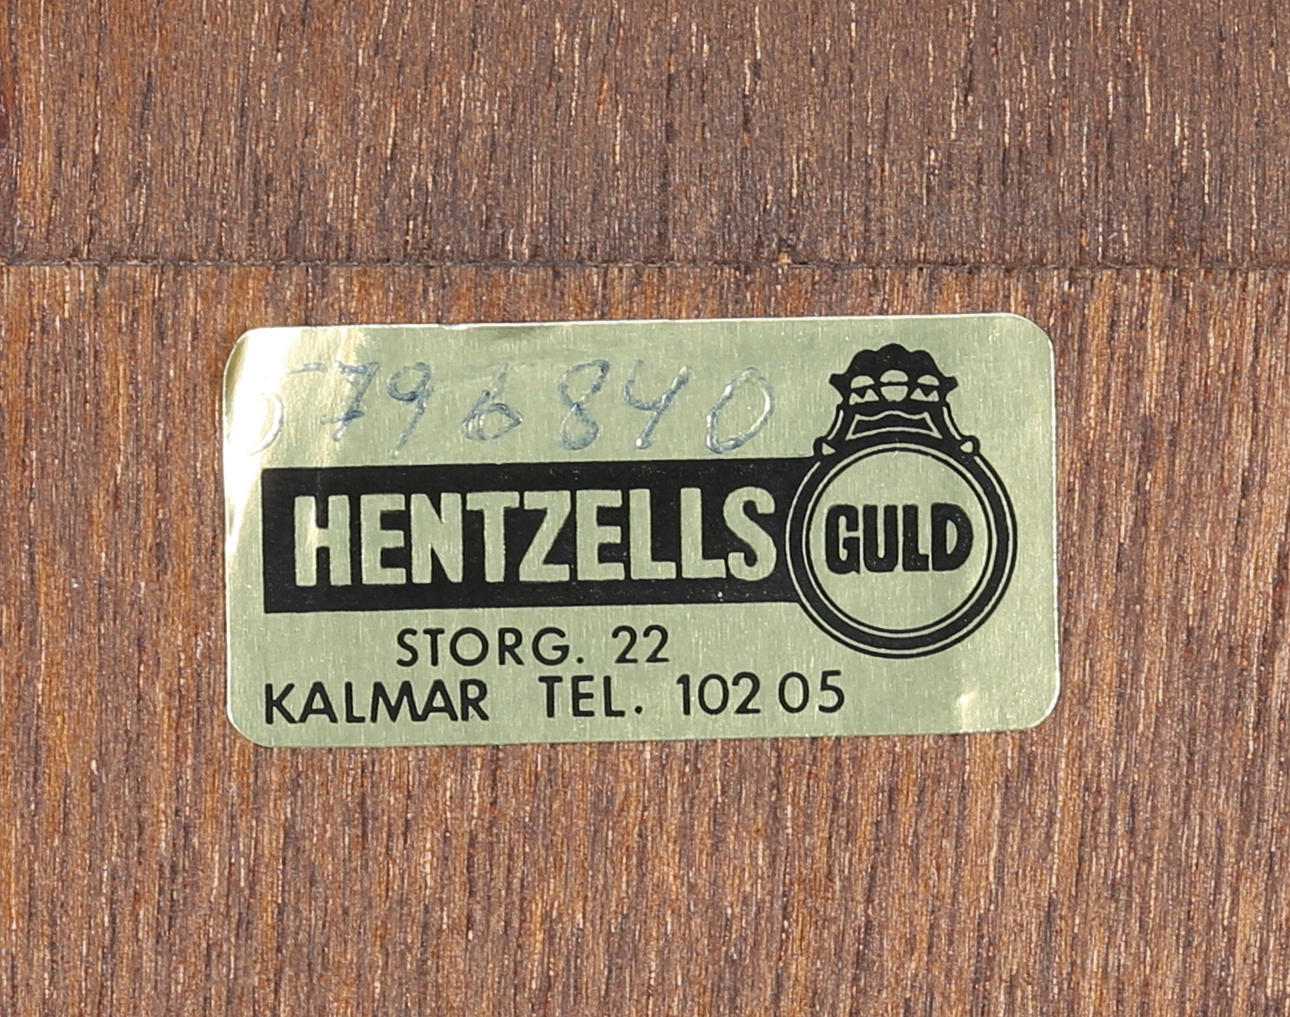 5796840
HENTZELLS GULD
STORG. 22
KALMAR TEL. 102 05